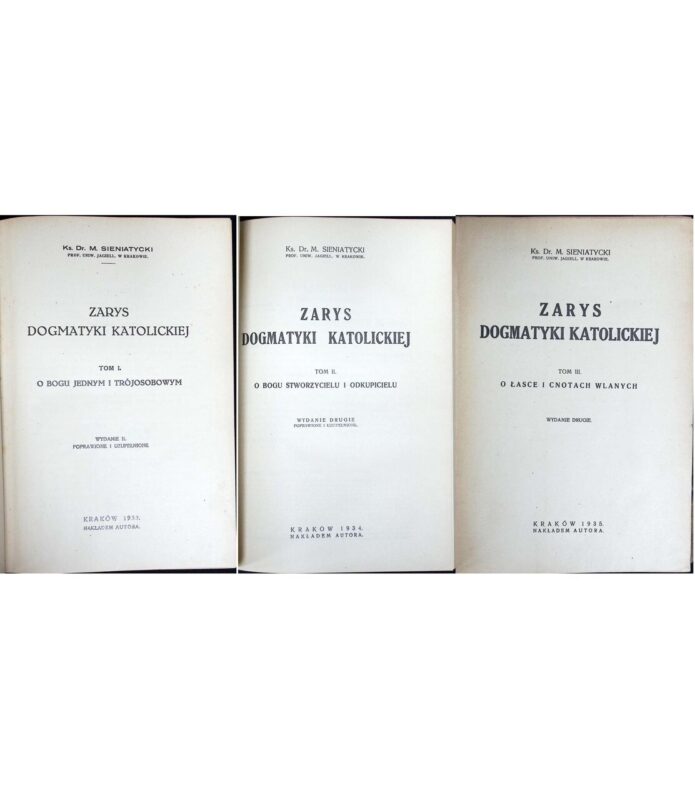 Ks. Dr. M. SIENIATYCKI
PROF. UNIW. JAGIELL. W KRAKOWIE.
ZARYS
DOGMATYKI KATOLICKIEJ
TOM I.
O BOGU JEDNYM I TRÓJOSOBOWYM
WYDANIE II.
POPRAWIONE I UZUPEŁNIONE.
KRAKÓW 1933.
NAKŁADEM AUTORA.
Ks. Dr. M. SIENIATYCKI
PROF. UNIW. JAGIELL. W KRAKOWIE.
ZARYS
DOGMATYKI KATOLICKIEJ
TOM II.
O BOGU STWORZYCIELU I ODKUPICIELU
WYDANIE DRUGIE
POPRAWIONE I UZUPEŁNIONE.
KRAKÓW 1934.
NAKŁADEM AUTORA.
Ks. Dr. M. SIENIATYCKI
PROF. UNIW. JAGIELL. W KRAKOWIE.
ZARYS
DOGMATYKI KATOLICKIEJ
TOM III.
O ŁASCE I CNOTACH WLANYCH
WYDANIE DRUGIE.
KRAKÓW 1935.
NAKŁADEM AUTORA.